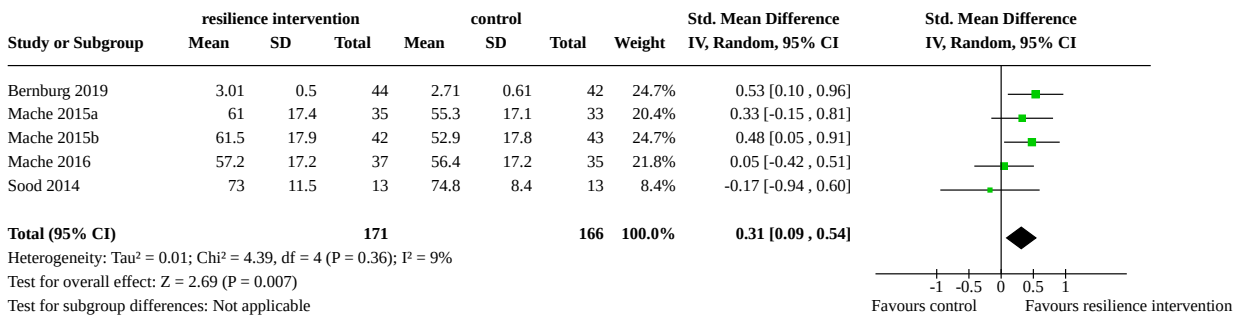 resilience intervention control Std. Mean Difference Std. Mean Difference
Study or Subgroup Mean SD Total Mean SD Total Weight IV, Random, 95% CI IV, Random, 95% CI
Bernburg 2019 3.01 0.5 44 2.71 0.61 42 24.7% 0.53 [0.10 , 0.96]
Mache 2015a 61 17.4 35 55.3 17.1 33 20.4% 0.33 [-0.15 , 0.81]
Mache 2015b 61.5 17.9 42 52.9 17.8 43 24.7% 0.48 [0.05 , 0.91]
Mache 2016 57.2 17.2 37 56.4 17.2 35 21.8% 0.05 [-0.42 , 0.51]
Sood 2014 73 11.5 13 74.8 8.4 13 8.4% -0.17 [-0.94 , 0.60]
Total (95% CI) 171 166 100.0% 0.31 [0.09 , 0.54]
Heterogeneity: Tau² = 0.01; Chi² = 4.39, df = 4 (P = 0.36); I² = 9%
Test for overall effect: Z = 2.69 (P = 0.007) -1 -0.5 0 0.5 1
Test for subgroup differences: Not applicable Favours control Favours resilience intervention